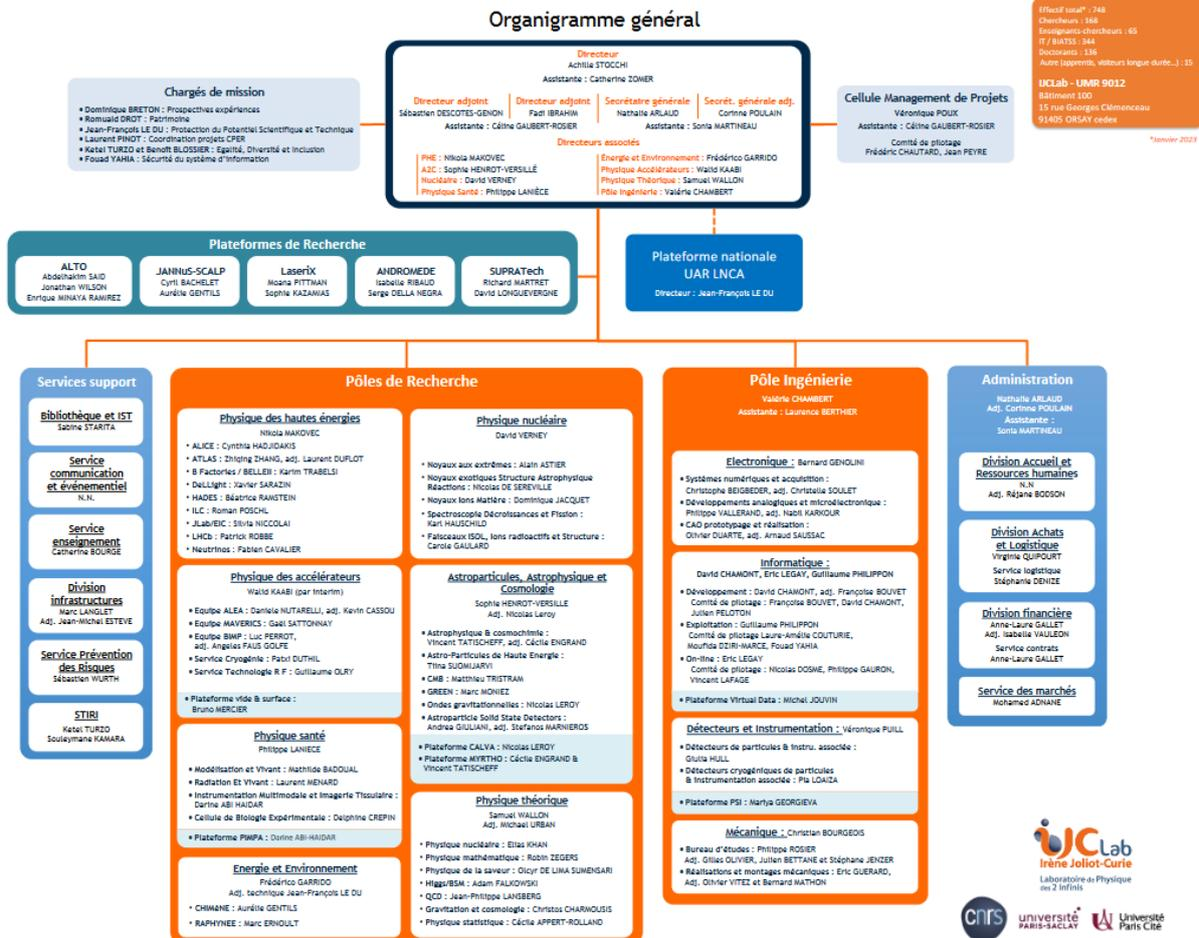 Organigramme général
Effectif total* : 748
Chercheurs : 168
Enseignants-chercheurs : 65
IT / BIATSS : 344
Doctorants : 136
Autre (apprentis, visiteurs longue durée...) : 15
IJCLab - UMR 9012
Bâtiment 100
15 rue Georges Clémenceau
91405 ORSAY cedex
*Janvier 2023
Directeur
Achille STOCCHI
Assistante : Catherine ZOMER
Directeur adjoint
Sébastien DESCOTES-GENON
Directeur adjoint
Fadi IBRAHIM
Secrétaire générale
Nathalie ARLAUD
Secrét. générale adj.
Corinne POULAIN
Assistante : Céline GAUBERT-ROSIER
Assistante : Sonia MARTINEAU
Directeurs associés
PHE : Nikola MAKOVEC
A2C : Sophie HENROT-VERSILLÉ
Nucléaire : David VERNEY
Physique Santé : Philippe LANIÈCE
Énergie et Environnement : Frédérico GARRIDO
Physique Accélérateurs : Walid KAABI
Physique Théorique : Samuel WALLON
Pôle Ingénierie : Valérie CHAMBERT
Chargés de mission
• Dominique BRETON : Prospectives expériences
• Romuald DROT : Patrimoine
• Jean-François LE DU : Protection du Potentiel Scientifique et Technique
• Laurent PINOT : Coordination projets CPER
• Ketel TURZO et Benoît BLOSSIER : Egalité, Diversité et Inclusion
• Fouad YAHIA : Sécurité du système d'information
Cellule Management de Projets
Véronique POUX
Assistante : Céline GAUBERT-ROSIER
Comité de pilotage
Frédéric CHAUTARD, Jean PEYRE
Plateformes de Recherche
ALTO
Abdelhakim SAID
Jonathan WILSON
Enrique MINAYA RAMIREZ
JANNuS-SCALP
Cyril BACHELET
Aurélie GENTILS
LaseriX
Moana PITTMAN
Sophie KAZAMIAS
ANDROMEDE
Isabelle RIBAUD
Serge DELLA NEGRA
SUPRATech
Richard MARTRET
David LONGUEVERGNE
Plateforme nationale
UAR LNCA
Directeur : Jean-François LE DU
Services support
Bibliothèque et IST
Sabine STARITA
Service
communication
et événementiel
N.N.
Service
enseignement
Catherine BOURGE
Division
infrastructures
Marc LANGLET
Adj. Jean-Michel ESTEVE
Service Prévention
des Risques
Sébastien WURTH
STIRI
Ketel TURZO
Souleymane KAMARA
Pôles de Recherche
Physique des hautes énergies
Nikola MAKOVEC
• ALICE : Cynthia HADJIDAKIS
• ATLAS : Zhiqing ZHANG, adj. Laurent DUFLOT
• B Factories / BELLEII : Karim TRABELSI
• DeLLight : Xavier SARAZIN
• HADES : Béatrice RAMSTEIN
• ILC : Roman POSCHL
• JLab/EIC : Silvia NICCOLAI
• LHCb : Patrick ROBBE
• Neutrinos : Fabien CAVALIER
Physique des accélérateurs
Walid KAABI (par interim)
• Equipe ALEA : Daniele NUTARELLI, adj. Kevin CASSOU
• Equipe MAVERICS : Gaël SATTONNAY
• Equipe BIMP : Luc PERROT,
adj. Angeles FAUS GOLFE
• Service Cryogénie : Patxi DUTHIL
• Service Technologie R F : Guillaume OLRY
• Plateforme vide & surface :
Bruno MERCIER
Physique santé
Philippe LANIECE
• Modélisation et Vivant : Mathilde BADOUAL
• Radiation Et Vivant : Laurent MENARD
• Instrumentation Multimodale et Imagerie Tissulaire :
Darine ABI HAIDAR
• Cellule de Biologie Expérimentale : Delphine CREPIN
• Plateforme PIMPA : Darine ABI-HAIDAR
Energie et Environnement
Frédérico GARRIDO
Adj. technique Jean-François LE DU
• CHIMèNE : Aurélie GENTILS
• RAPHYNEE : Marc ERNOULT
Physique nucléaire
David VERNEY
• Noyaux aux extrêmes : Alain ASTIER
• Noyaux exotiques Structure Astrophysique
Réactions : Nicolas DE SEREVILLE
• Noyaux Ions Matière : Dominique JACQUET
• Spectroscopie Décroissances et Fission :
Karl HAUSCHILD
• Faisceaux ISOL, Ions radioactifs et Structure :
Carole GAULARD
Astroparticules, Astrophysique et
Cosmologie
Sophie HENROT-VERSILLE
Adj. Nicolas Leroy
• Astrophysique & cosmochimie :
Vincent TATISCHEFF, adj. Cécile ENGRAND
• Astro-Particules de Haute Energie :
Tiina SUOMIJARVI
• CMB : Matthieu TRISTRAM
• GREEN : Marc MONIEZ
• Ondes gravitationnelles : Nicolas LEROY
• Astroparticle Solid State Detectors :
Andrea GIULIANI, adj. Stefanos MARNIEROS
• Plateforme CALVA : Nicolas LEROY
• Plateforme MYRTHO : Cécile ENGRAND &
Vincent TATISCHEFF
Physique théorique
Samuel WALLON
Adj. Michael URBAN
• Physique nucléaire : Elias KHAN
• Physique mathématique : Robin ZEGERS
• Physique de la saveur : Olcyr DE LIMA SUMENSARI
• Higgs/BSM : Adam FALKOWSKI
• QCD : Jean-Philippe LANSBERG
• Gravitation et cosmologie : Christos CHARMOUSIS
• Physique statistique : Cécile APPERT-ROLLAND
Pôle Ingénierie
Valérie CHAMBERT
Assistante : Laurence BERTHIER
Electronique : Bernard GENOLINI
• Systèmes numériques et acquisition :
Christophe BEIGBEDER, adj. Christelle SOULET
• Développements analogiques et microélectronique :
Philippe VALLERAND, adj. Nabil KARKOUR
• CAO prototypage et réalisation :
Olivier DUARTE, adj. Arnaud SAUSSAC
Informatique :
David CHAMONT, Eric LEGAY, Guillaume PHILIPPON
• Développement : David CHAMONT, adj. Françoise BOUVET
Comité de pilotage : Françoise BOUVET, David CHAMONT,
Julien PELOTON
• Exploitation : Guillaume PHILIPPON
Comité de pilotage Laure-Amélie COUTURIE,
Moufida DZIRI-MARCE, Fouad YAHIA
• On-line : Eric LEGAY
Comité de pilotage : Nicolas DOSME, Philippe GAURON,
Vincent LAFAGE
• Plateforme Virtual Data : Michel JOUVIN
Détecteurs et Instrumentation : Véronique PUILL
• Détecteurs de particules & instru. associée :
Giulia HULL
• Détecteurs cryogéniques de particules
& instrumentation associée : Pia LOAIZA
• Plateforme PSI : Mariya GEORGIEVA
Mécanique : Christian BOURGEOIS
• Bureau d'études : Philippe ROSIER
Adj. Gilles OLIVIER, Julien BETTANE et Stéphane JENZER
• Réalisations et montages mécaniques : Eric GUERARD,
Adj. Olivier VITEZ et Bernard MATHON
Administration
Nathalie ARLAUD
Adj. Corinne POULAIN
Assistante :
Sonia MARTINEAU
Division Accueil et
Ressources humaines
N.N
Adj. Réjane BODSON
Division Achats
et Logistique
Virginie QUIPOURT
Service logistique
Stéphane DENIZE
Division financière
Anne-Laure GALLET
Adj. Isabelle VAULEON
Service contrats
Anne-Laure GALLET
Service des marchés
Mohamed ADNANE
IJCLab
Irène Joliot-Curie
Laboratoire de Physique
des 2 Infinis
cnrs
université
PARIS-SACLAY
Université
Paris Cité